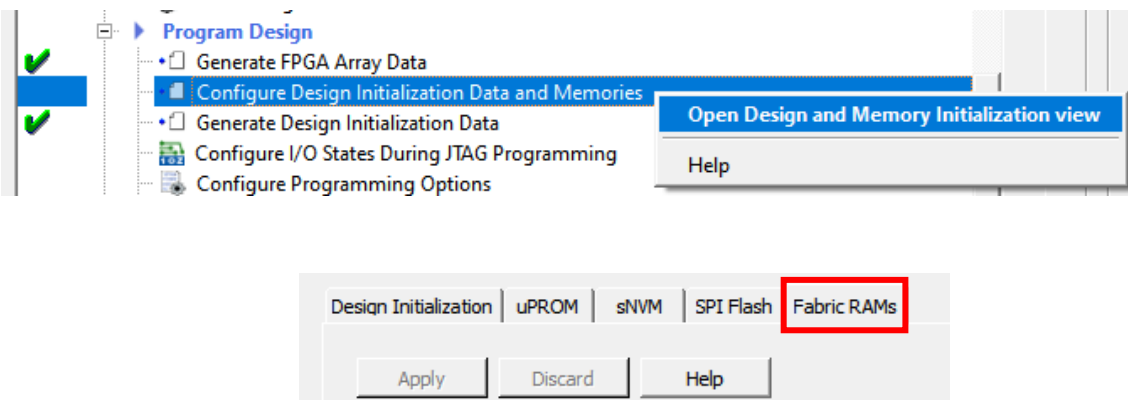 Program Design
Generate FPGA Array Data
Configure Design Initialization Data and Memories
Open Design and Memory Initialization view
Generate Design Initialization Data
Help
Configure I/O States During JTAG Programming
Configure Programming Options
Design Initialization uPROM sNVM SPI Flash Fabric RAMs
Apply Discard Help